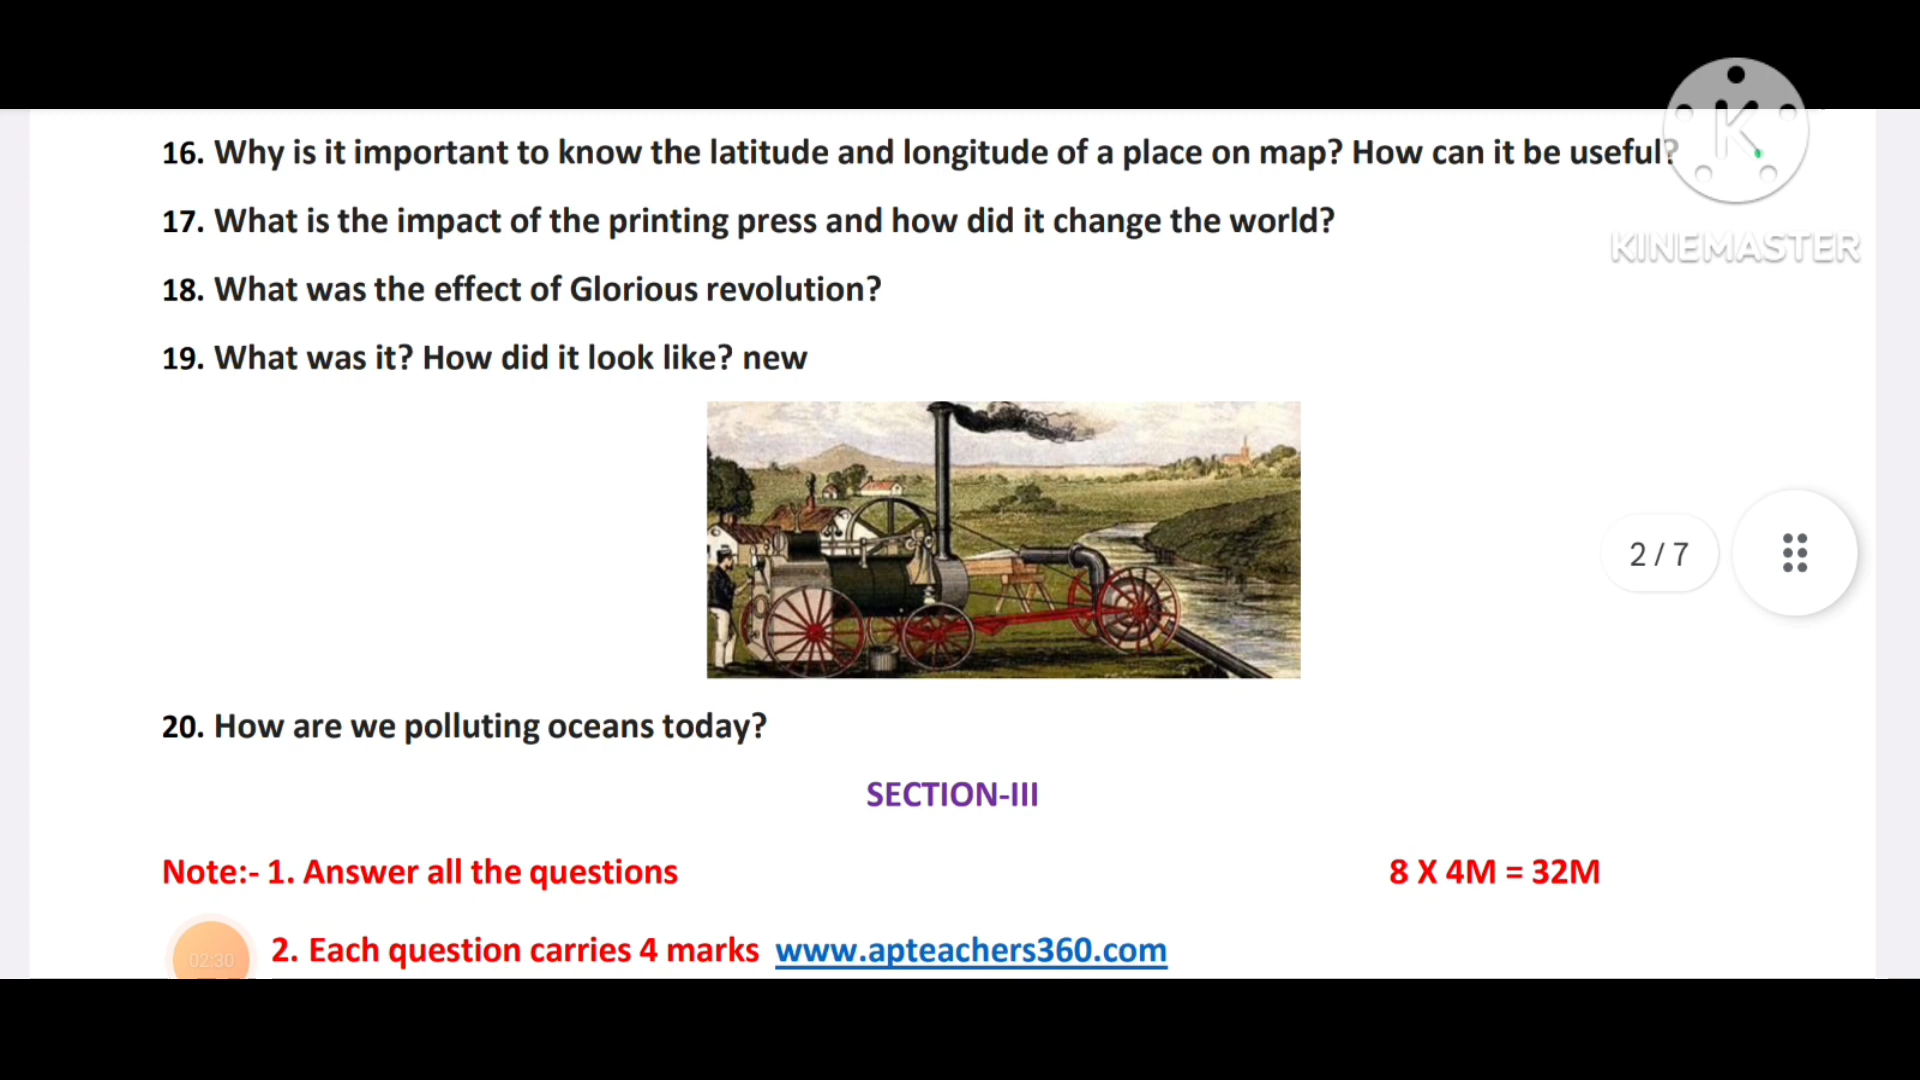 16. Why is it important to know the latitude and longitude of a place on map? How can it be useful?
K
17. What is the impact of the printing press and how did it change the world?
KINEMASTER
18. What was the effect of Glorious revolution?
19. What was it? How did it look like? new
2 / 7
20. How are we polluting oceans today?
SECTION-III
Note:- 1. Answer all the questions 8 X 4M = 32M
2. Each question carries 4 marks www.apteachers360.com
02:30